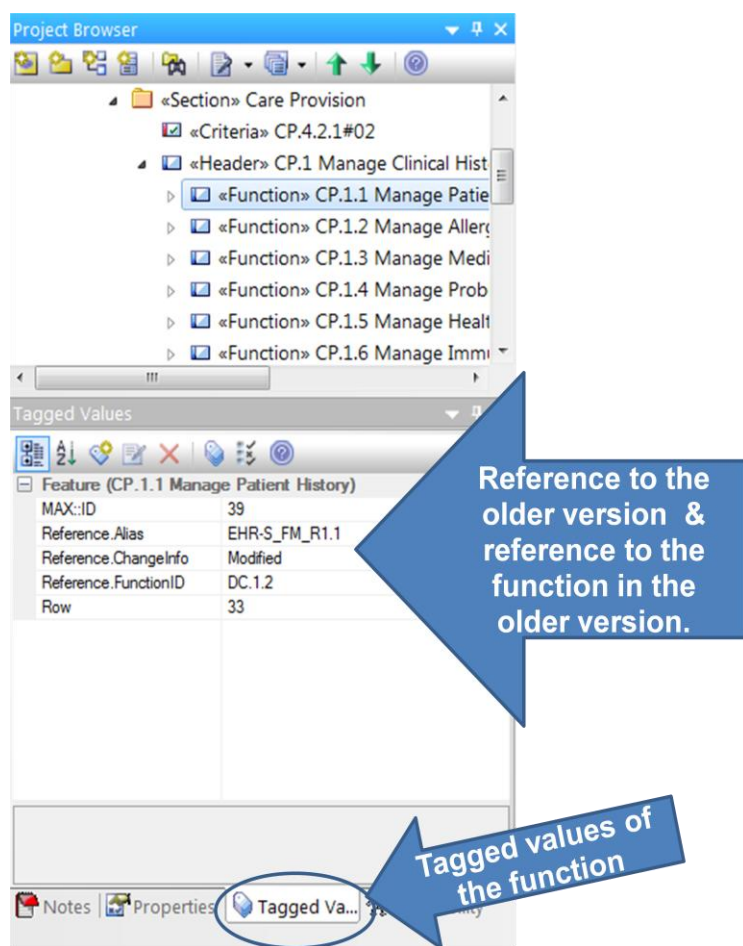 Project Browser
«Section» Care Provision
«Criteria» CP.4.2.1#02
«Header» CP.1 Manage Clinical Hist
«Function» CP.1.1 Manage Patie
«Function» CP.1.2 Manage Allerg
«Function» CP.1.3 Manage Medi
«Function» CP.1.4 Manage Prob
«Function» CP.1.5 Manage Healt
«Function» CP.1.6 Manage Immu
Tagged Values
Feature (CP.1.1 Manage Patient History)
MAX::ID 39
Reference.Alias EHR-S_FM_R1.1
Reference.ChangeInfo Modified
Reference.FunctionID DC.1.2
Row 33
Reference to the
older version &
reference to the
function in the
older version.
Tagged values of
the function
Notes Properties Tagged Va...